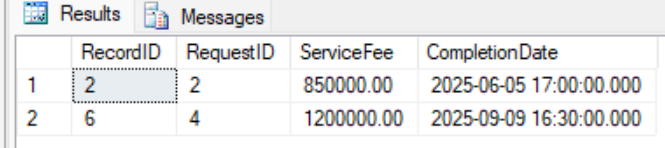 Results Messages
RecordID RequestID ServiceFee CompletionDate
1 2 2 850000.00 2025-06-05 17:00:00.000
2 6 4 1200000.00 2025-09-09 16:30:00.000